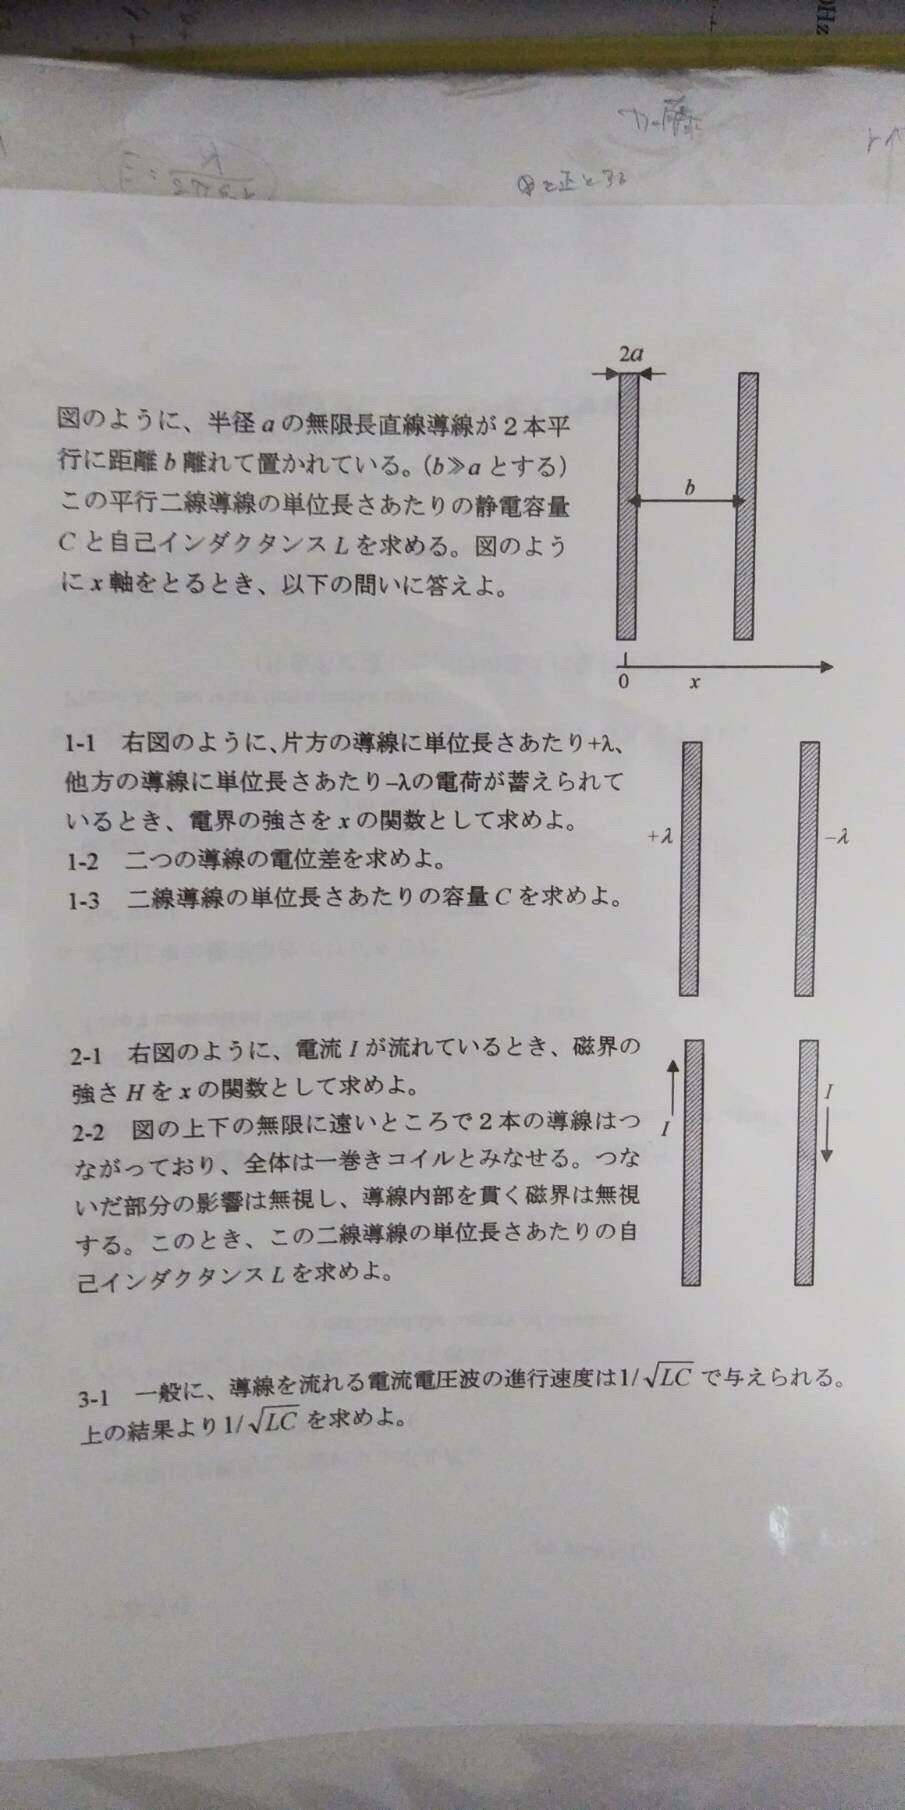 0Hz
加藤
⊗を正とする
2a
図のように、半径 a の無限長直線導線が 2 本平
行に距離 b 離れて置かれている。(b≫a とする)
この平行二線導線の単位長さあたりの静電容量
C と自己インダクタンス L を求める。図のよう
に x 軸をとるとき、以下の問いに答えよ。
b
0
x
1-1 右図のように、片方の導線に単位長さあたり+λ、
他方の導線に単位長さあたり−λの電荷が蓄えられて
いるとき、電界の強さを x の関数として求めよ。
1-2 二つの導線の電位差を求めよ。
1-3 二線導線の単位長さあたりの容量 C を求めよ。
+λ
−λ
2-1 右図のように、電流 I が流れているとき、磁界の
強さ H を x の関数として求めよ。
2-2 図の上下の無限に遠いところで 2 本の導線はつ
ながっており、全体は一巻きコイルとみなせる。つな
いだ部分の影響は無視し、導線内部を貫く磁界は無視
する。このとき、この二線導線の単位長さあたりの自
己インダクタンス L を求めよ。
I
I
3-1 一般に、導線を流れる電流電圧波の進行速度は1/√LC で与えられる。
上の結果より1/√LC を求めよ。